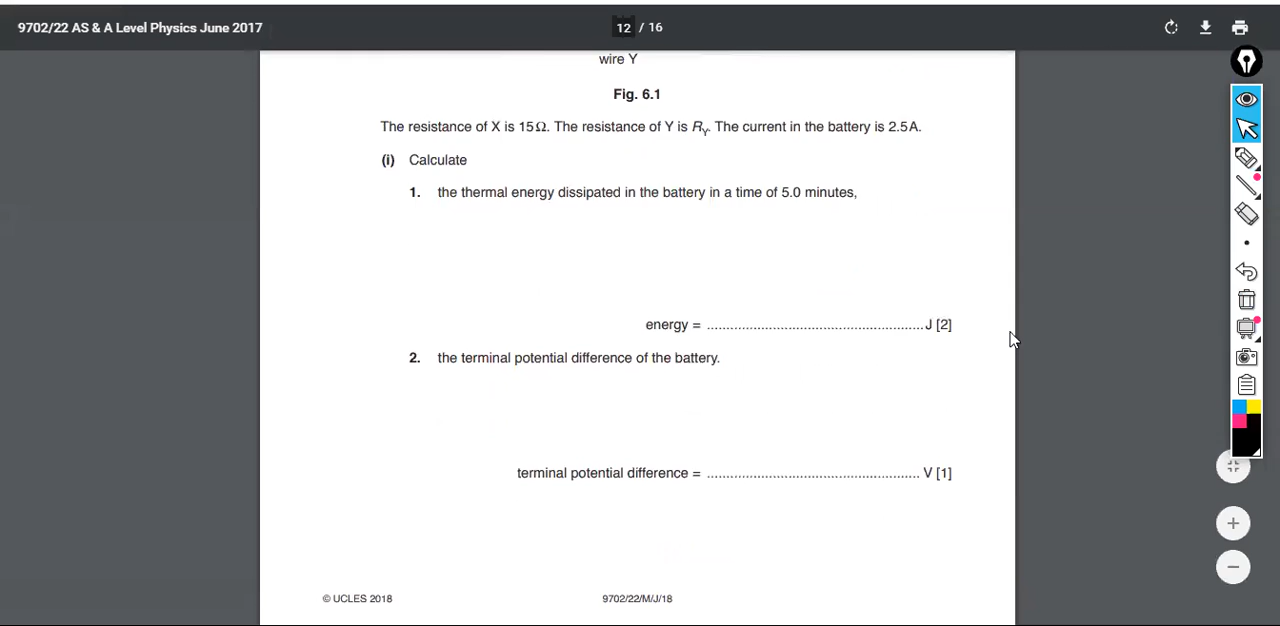 9702/22 AS & A Level Physics June 2017
12 / 16
wire Y
Fig. 6.1
The resistance of X is 15 Ω. The resistance of Y is RY. The current in the battery is 2.5 A.
(i) Calculate
1. the thermal energy dissipated in the battery in a time of 5.0 minutes,
energy = ........................................................ J [2]
2. the terminal potential difference of the battery.
terminal potential difference = ....................................................... V [1]
© UCLES 2018
9702/22/M/J/18